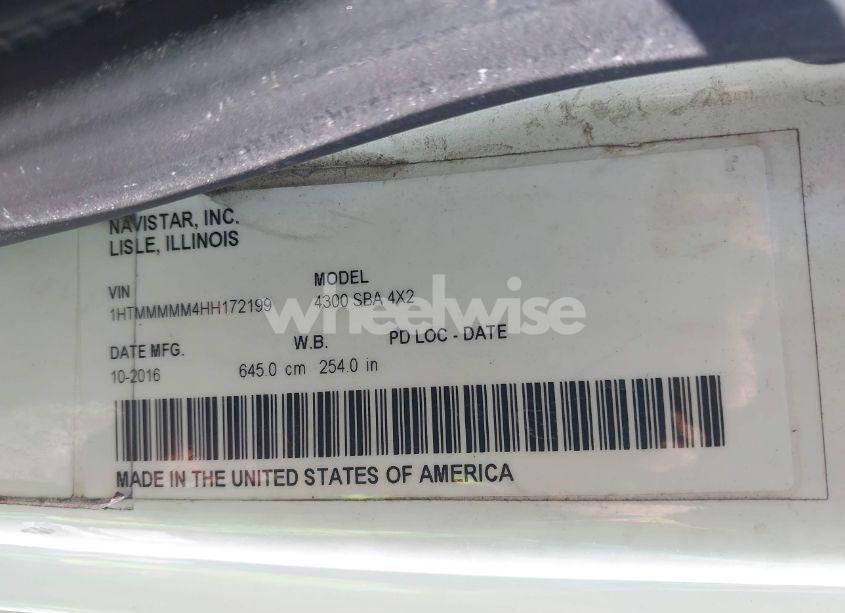 NAVISTAR, INC.
LISLE, ILLINOIS
VIN MODEL
1HTMMMMM4HH172199 4300 SBA 4X2
wheelwise
DATE MFG. W.B. PD LOC - DATE
10-2016 645.0 cm 254.0 in
MADE IN THE UNITED STATES OF AMERICA